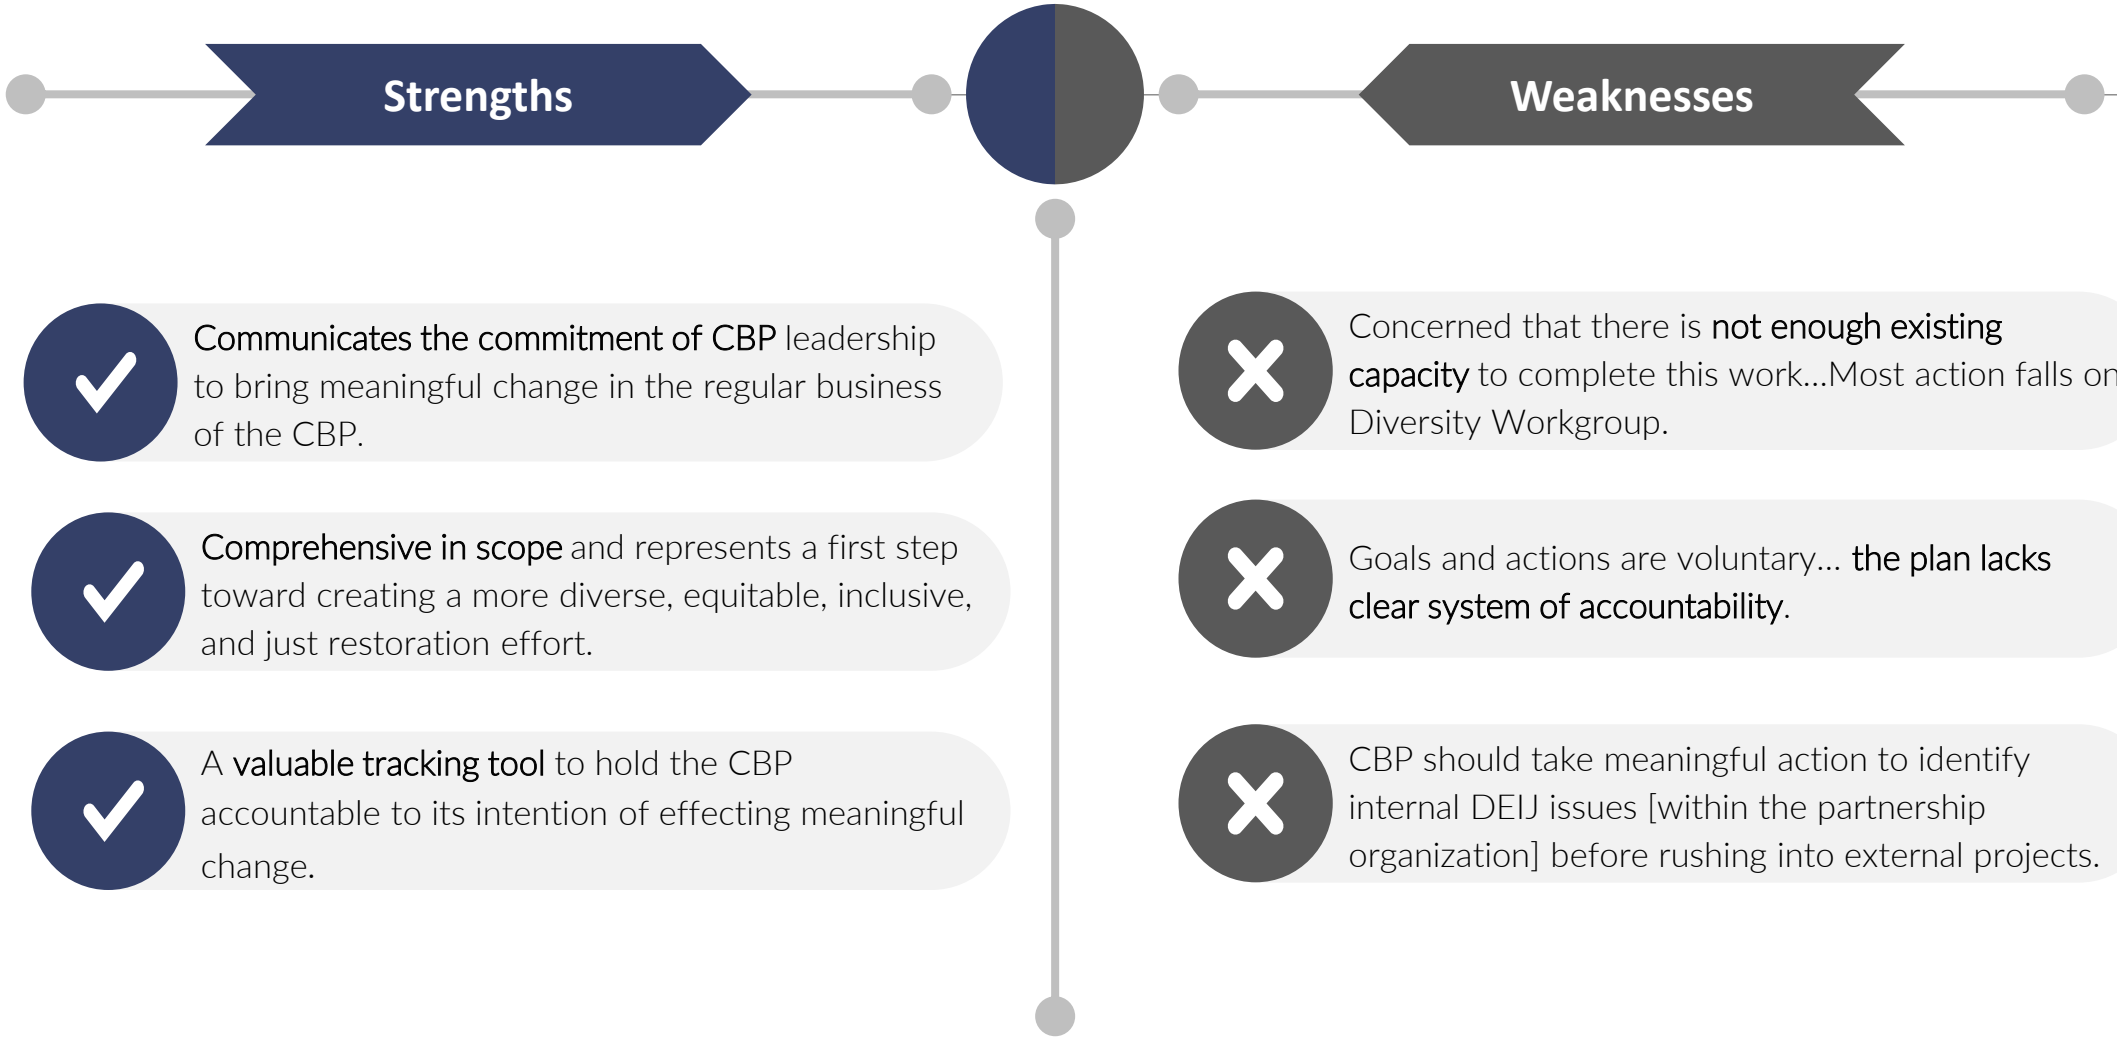 Strengths
Weaknesses
Communicates the commitment of CBP leadership
to bring meaningful change in the regular business
of the CBP.
Comprehensive in scope and represents a first step
toward creating a more diverse, equitable, inclusive,
and just restoration effort.
A valuable tracking tool to hold the CBP
accountable to its intention of effecting meaningful
change.
Concerned that there is not enough existing
capacity to complete this work...Most action falls on
Diversity Workgroup.
Goals and actions are voluntary... the plan lacks
clear system of accountability.
CBP should take meaningful action to identify
internal DEIJ issues [within the partnership
organization] before rushing into external projects.